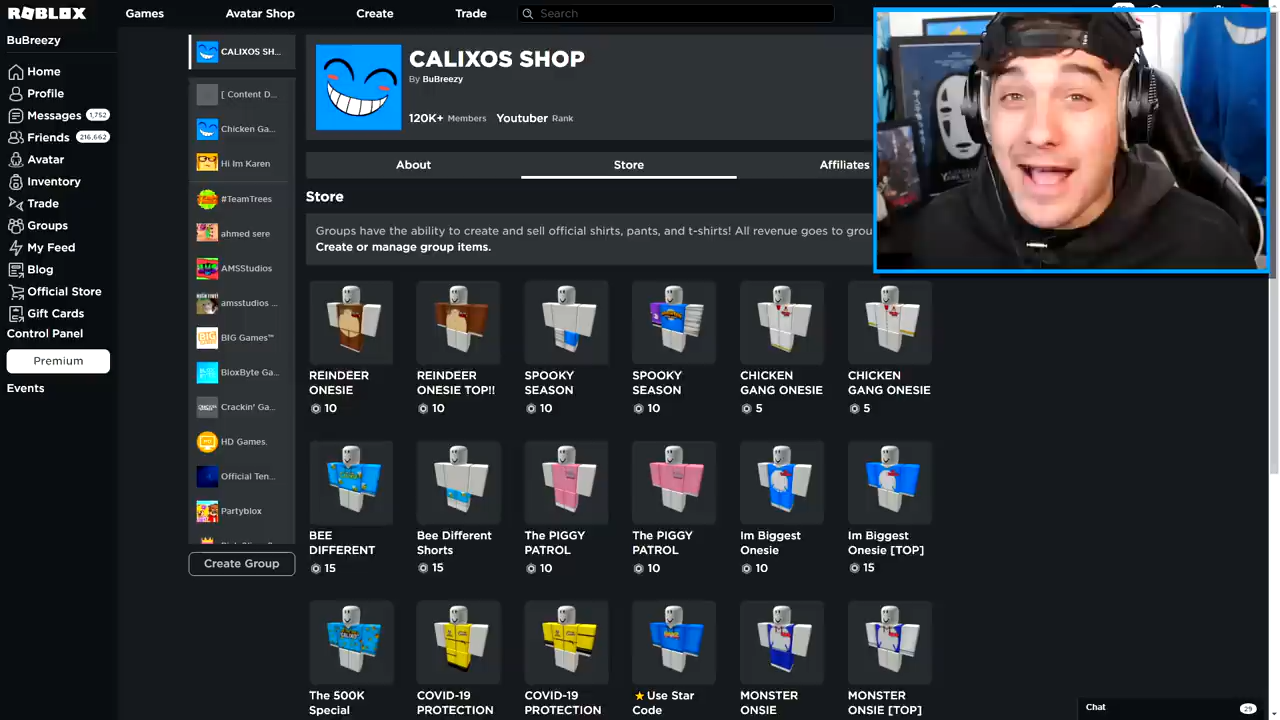 ROBLOX
Games
Avatar Shop
Create
Trade
Search
BuBreezy
Home
Profile
Messages 1,752
Friends 216,662
Avatar
Inventory
Trade
Groups
My Feed
Blog
Official Store
Gift Cards
Control Panel
Premium
Events
CALIXOS SH...
[ Content D...
Chicken Ga...
Hi Im Karen
#TeamTrees
ahmed sere
AMSStudios
amsstudios ...
BIG Games™
BloxByte Ga...
Crackin' Ga...
HD Games.
Official Ten...
Partyblox
Create Group
CALIXOS SHOP
By BuBreezy
120K+ Members Youtuber Rank
About
Store
Affiliates
Store
Groups have the ability to create and sell official shirts, pants, and t-shirts! All revenue goes to grou
Create or manage group items.
REINDEER
ONESIE
10
REINDEER
ONESIE TOP!!
10
SPOOKY
SEASON
10
SPOOKY
SEASON
10
CHICKEN
GANG ONESIE
5
CHICKEN
GANG ONESIE
5
BEE
DIFFERENT
15
Bee Different
Shorts
15
The PIGGY
PATROL
10
The PIGGY
PATROL
10
Im Biggest
Onesie
10
Im Biggest
Onesie [TOP]
15
The 500K
Special
COVID-19
PROTECTION
COVID-19
PROTECTION
⭐ Use Star
Code
MONSTER
ONSIE
MONSTER
ONSIE [TOP]
Chat
29